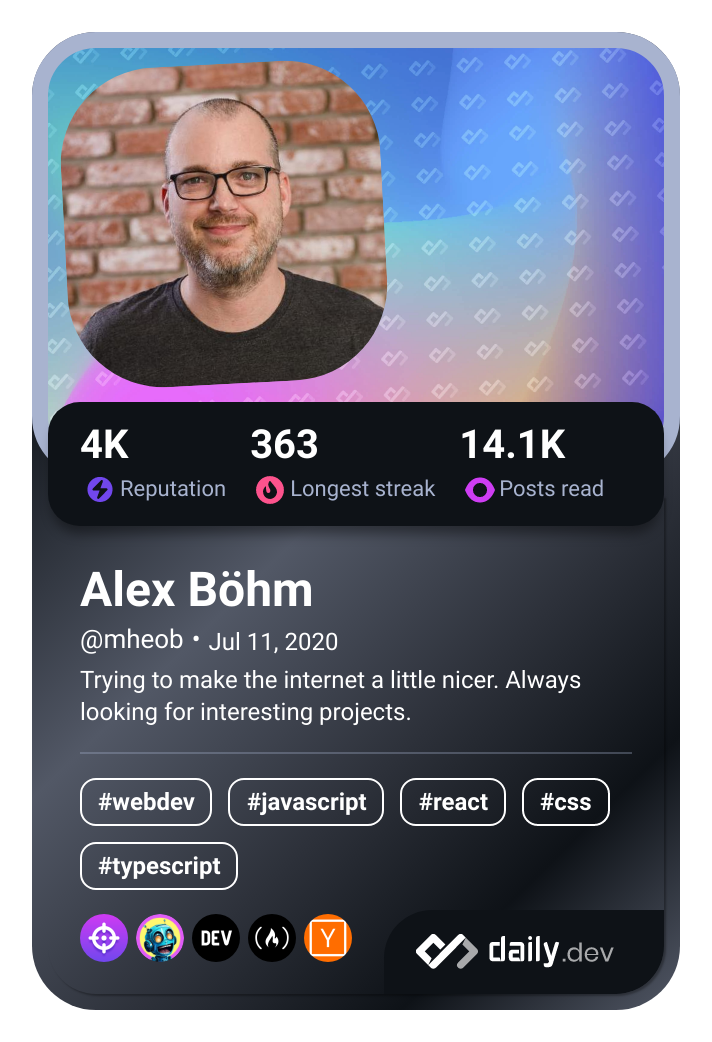 4K 363 14.1K
Reputation Longest streak Posts read
Alex Böhm
@mheob • Jul 11, 2020
Trying to make the internet a little nicer. Always
looking for interesting projects.
#webdev #javascript #react #css
#typescript
DEV Y daily.dev